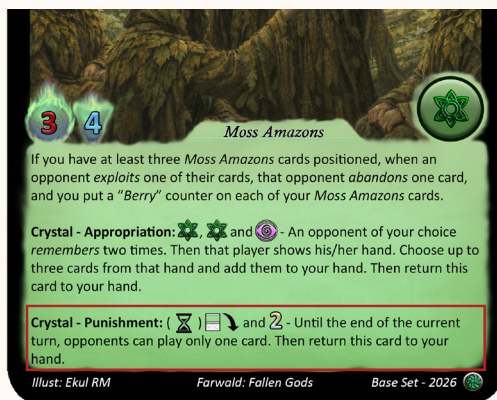 3 4
Moss Amazons
If you have at least three Moss Amazons cards positioned, when an
opponent exploits one of their cards, that opponent abandons one card,
and you put a "Berry" counter on each of your Moss Amazons cards.
Crystal - Appropriation: , and - An opponent of your choice
remembers two times. Then that player shows his/her hand. Choose up to
three cards from that hand and add them to your hand. Then return this
card to your hand.
Crystal - Punishment: ( ) and 2 - Until the end of the current
turn, opponents can play only one card. Then return this card to your
hand.
Illust: Ekul RM Farwald: Fallen Gods Base Set - 2026